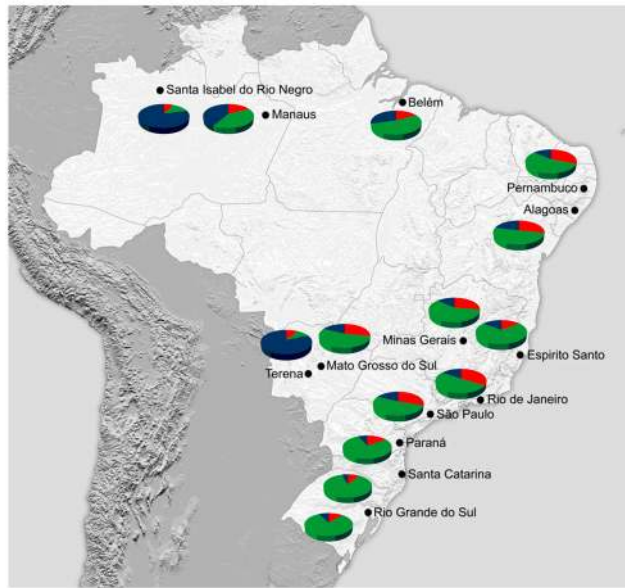 Santa Isabel do Rio Negro
Manaus
Belém
Pernambuco
Alagoas
Minas Gerais
Espirito Santo
Mato Grosso do Sul
Terena
Rio de Janeiro
São Paulo
Paraná
Santa Catarina
Rio Grande do Sul